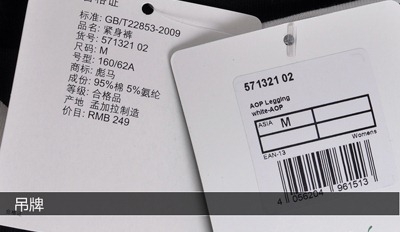 合格证
标准: GB/T22853-2009
品名: 紧身裤
货号: 571321 02
尺码: M
号型: 160/62A
商标: 彪马
成份: 95%棉 5%氨纶
等级: 合格品
产地: 孟加拉制造
价目: RMB 249
571321 02
AOP Legging
white-AOP
ASIA M
Womens
EAN-13
4 056204 961513
吊牌